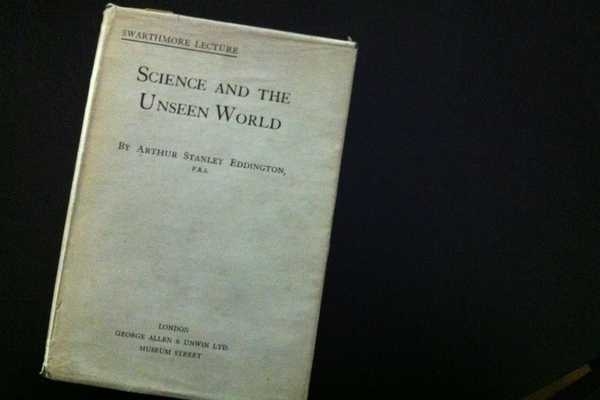 SWARTHMORE LECTURE
SCIENCE AND THE
UNSEEN WORLD
BY ARTHUR STANLEY EDDINGTON,
F.R.S.
LONDON
GEORGE ALLEN & UNWIN LTD.
MUSEUM STREET